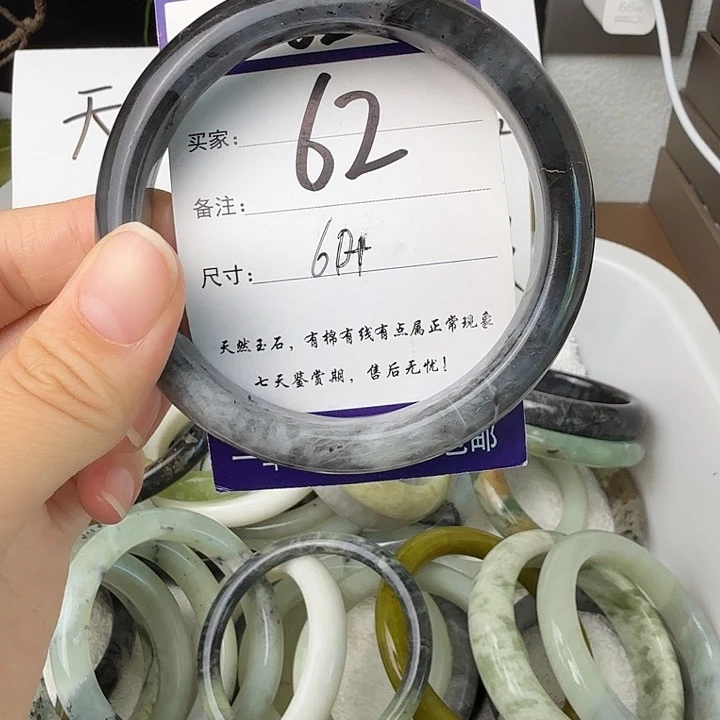 66w
天
62
买家:
备注:
尺寸:
天然玉石，有棉有线有点属正常现象
七天鉴赏期，售后无忧！